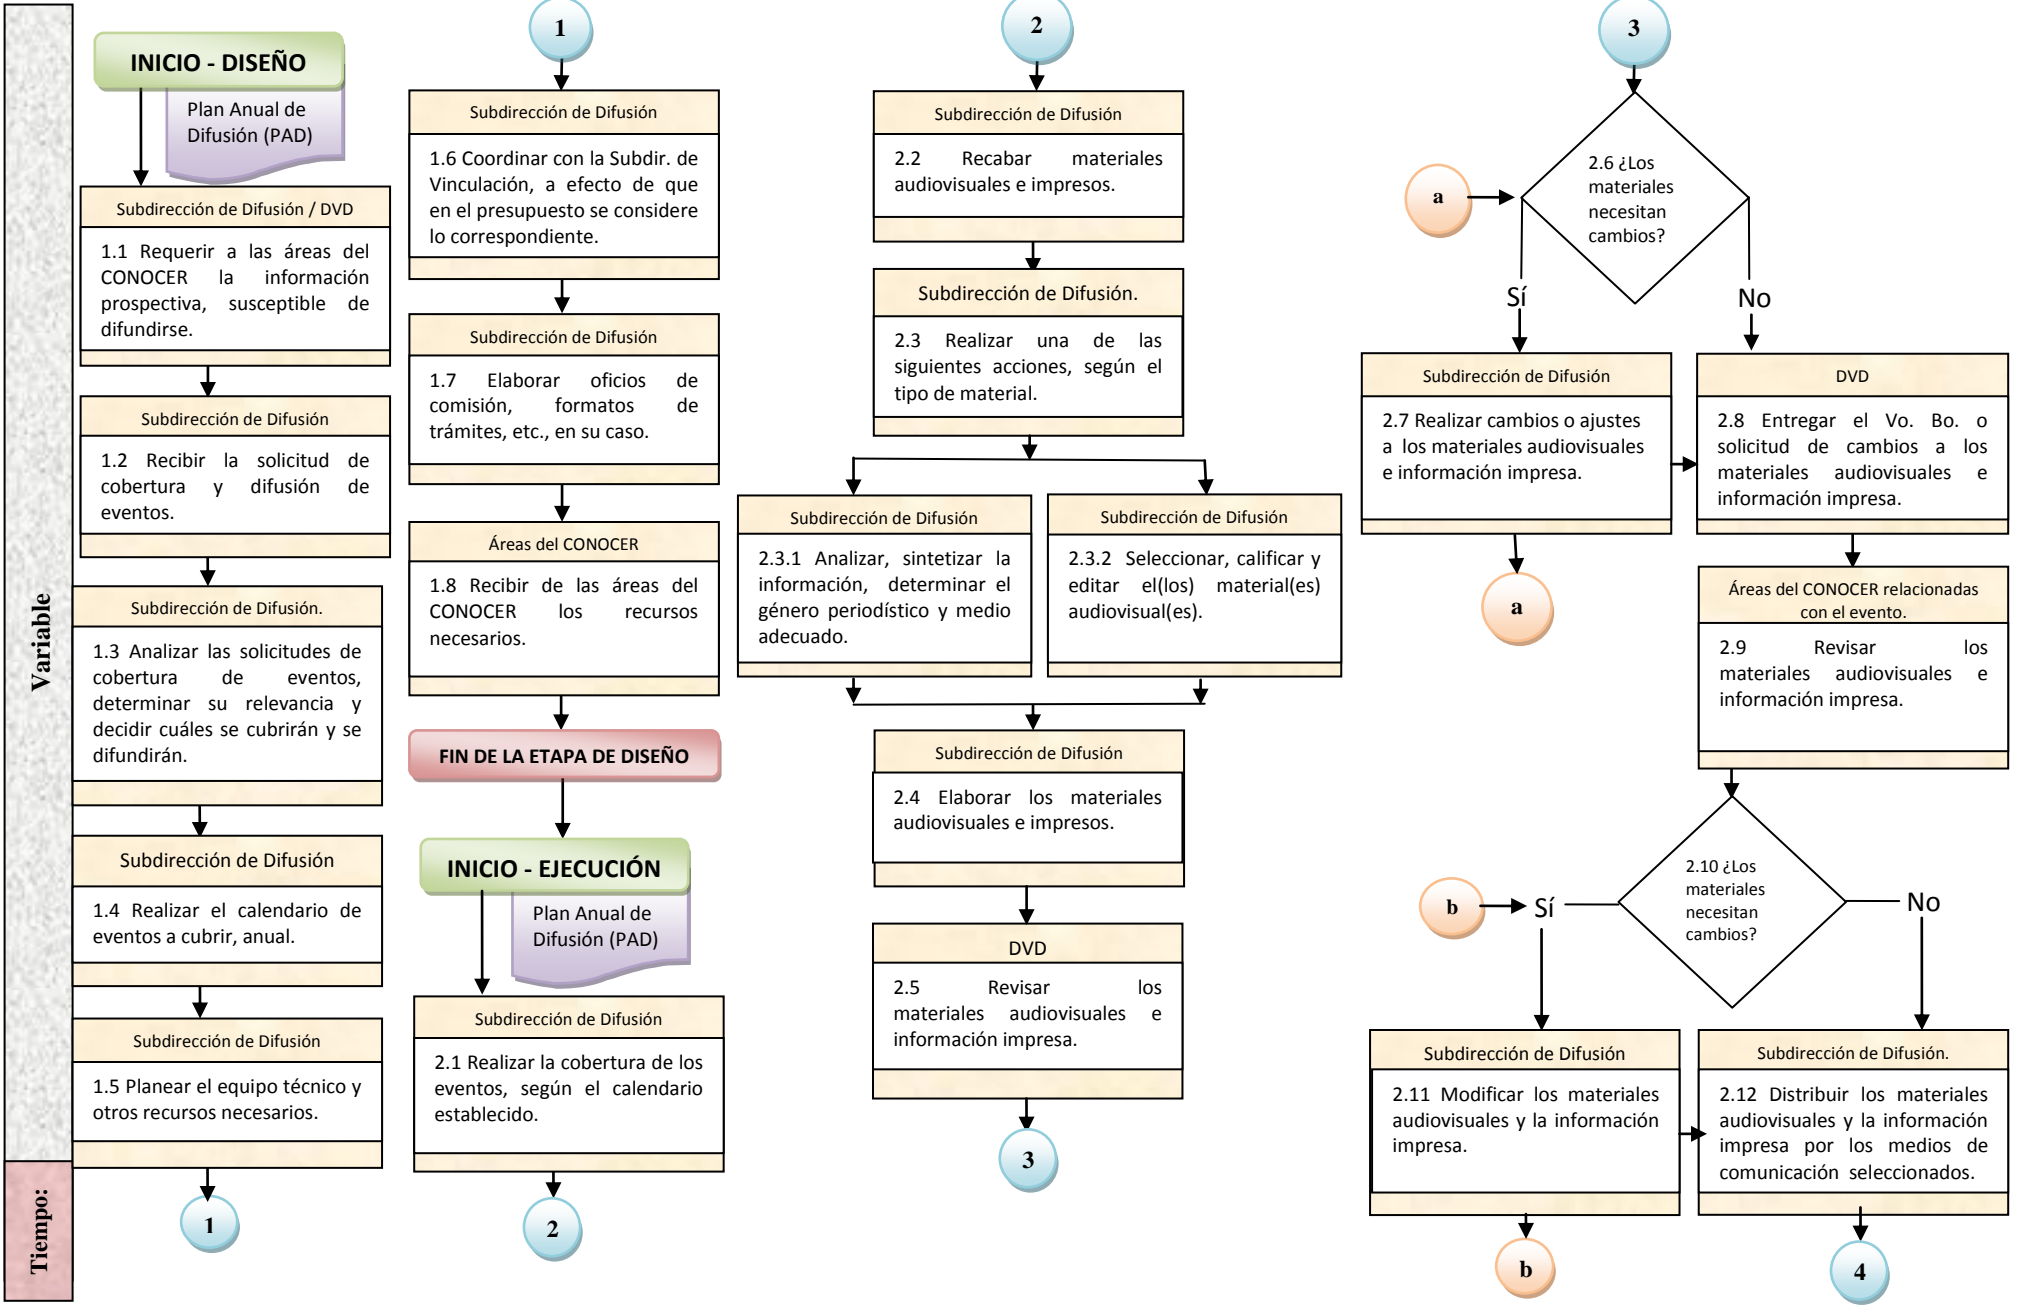 Variable
Tiempo:
INICIO - DISEÑO
Plan Anual de
Difusión (PAD)
Subdirección de Difusión / DVD
1.1 Requerir a las áreas del
CONOCER la información
prospectiva, susceptible de
difundirse.
Subdirección de Difusión
1.2 Recibir la solicitud de
cobertura y difusión de
eventos.
Subdirección de Difusión.
1.3 Analizar las solicitudes de
cobertura de eventos,
determinar su relevancia y
decidir cuáles se cubrirán y se
difundirán.
Subdirección de Difusión
1.4 Realizar el calendario de
eventos a cubrir, anual.
Subdirección de Difusión
1.5 Planear el equipo técnico y
otros recursos necesarios.
1
1
Subdirección de Difusión
1.6 Coordinar con la Subdir. de
Vinculación, a efecto de que
en el presupuesto se considere
lo correspondiente.
Subdirección de Difusión
1.7 Elaborar oficios de
comisión, formatos de
trámites, etc., en su caso.
Áreas del CONOCER
1.8 Recibir de las áreas del
CONOCER los recursos
necesarios.
FIN DE LA ETAPA DE DISEÑO
INICIO - EJECUCIÓN
Plan Anual de
Difusión (PAD)
Subdirección de Difusión
2.1 Realizar la cobertura de los
eventos, según el calendario
establecido.
2
2
Subdirección de Difusión
2.2 Recabar materiales
audiovisuales e impresos.
Subdirección de Difusión.
2.3 Realizar una de las
siguientes acciones, según el
tipo de material.
Subdirección de Difusión
2.3.1 Analizar, sintetizar la
información, determinar el
género periodístico y medio
adecuado.
Subdirección de Difusión
2.3.2 Seleccionar, calificar y
editar el(los) material(es)
audiovisual(es).
Subdirección de Difusión
2.4 Elaborar los materiales
audiovisuales e impresos.
DVD
2.5 Revisar los
materiales audiovisuales e
información impresa.
3
3
a
2.6 ¿Los
materiales
necesitan
cambios?
Sí
No
Subdirección de Difusión
2.7 Realizar cambios o ajustes
a los materiales audiovisuales
e información impresa.
a
DVD
2.8 Entregar el Vo. Bo. o
solicitud de cambios a los
materiales audiovisuales e
información impresa.
Áreas del CONOCER relacionadas
con el evento.
2.9 Revisar los
materiales audiovisuales e
información impresa.
b
Sí
2.10 ¿Los
materiales
necesitan
cambios?
No
Subdirección de Difusión
2.11 Modificar los materiales
audiovisuales y la información
impresa.
b
Subdirección de Difusión.
2.12 Distribuir los materiales
audiovisuales y la información
impresa por los medios de
comunicación seleccionados.
4